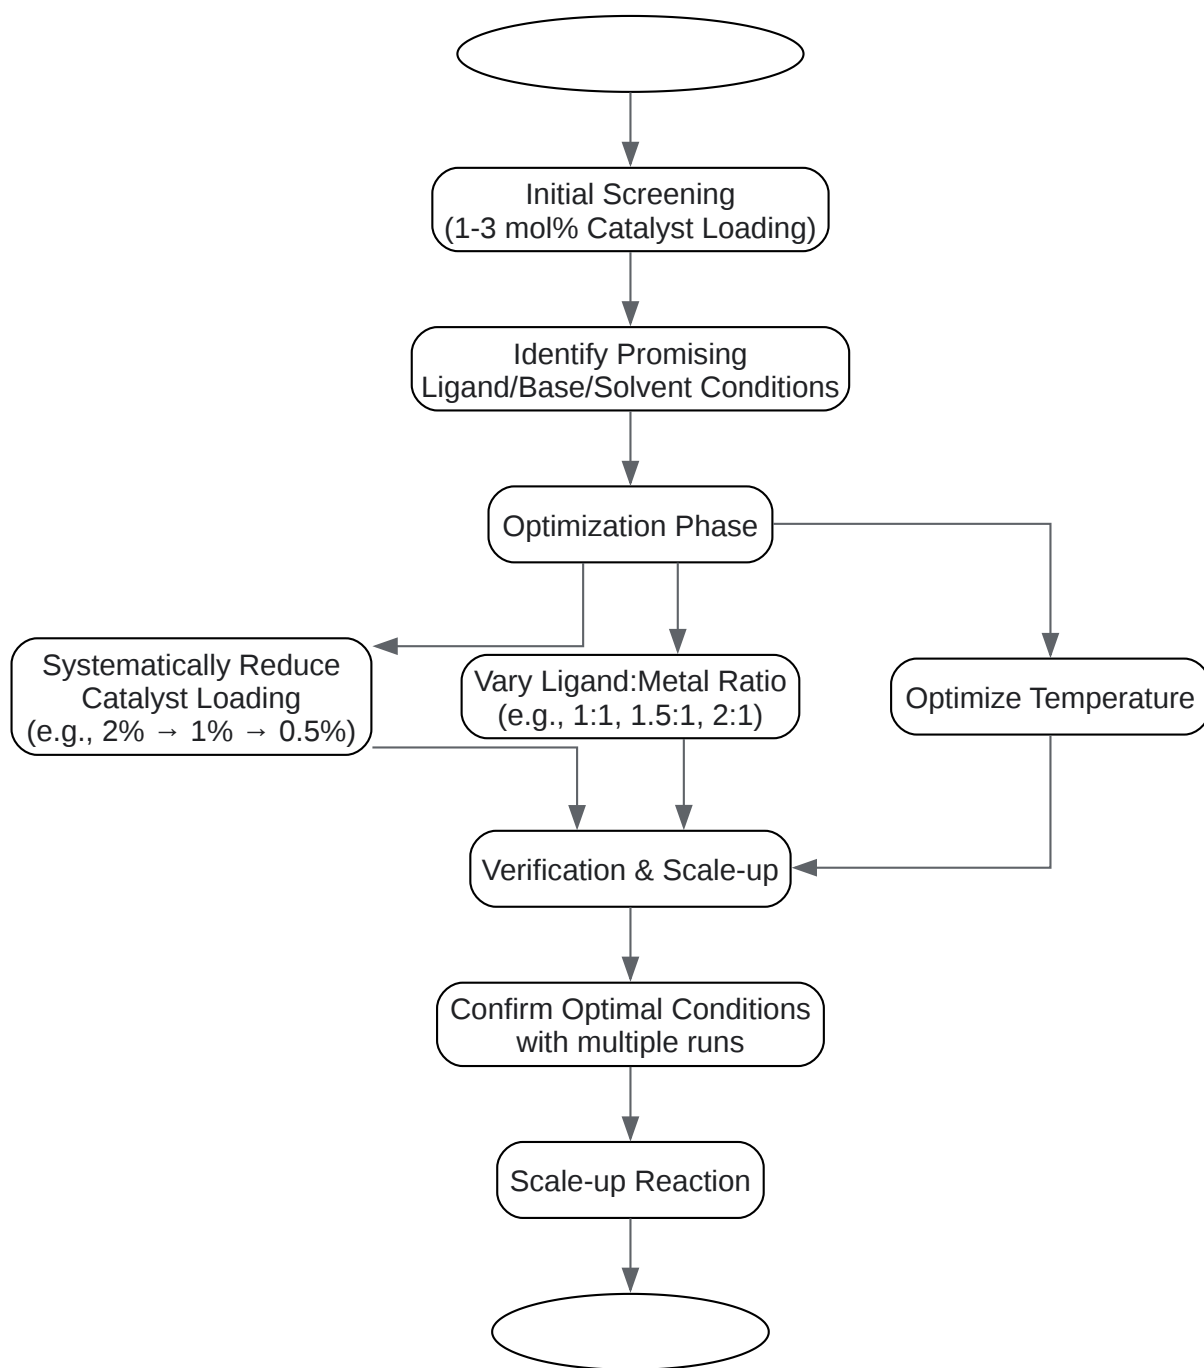 Initial Screening
(1-3 mol% Catalyst Loading)
Identify Promising
Ligand/Base/Solvent Conditions
Optimization Phase
Systematically Reduce
Catalyst Loading
(e.g., 2% → 1% → 0.5%)
Vary Ligand:Metal Ratio
(e.g., 1:1, 1.5:1, 2:1)
Optimize Temperature
Verification & Scale-up
Confirm Optimal Conditions
with multiple runs
Scale-up Reaction